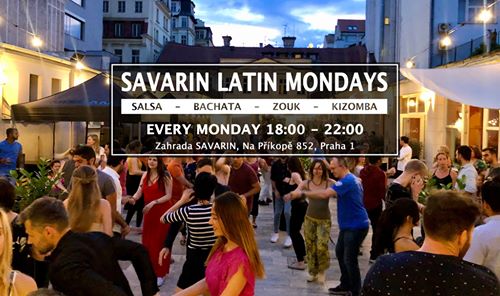 SAVARIN LATIN MONDAYS
SALSA - BACHATA - ZOUK - KIZOMBA
EVERY MONDAY 18:00 - 22:00
Zahrada SAVARIN, Na Příkopě 852, Praha 1